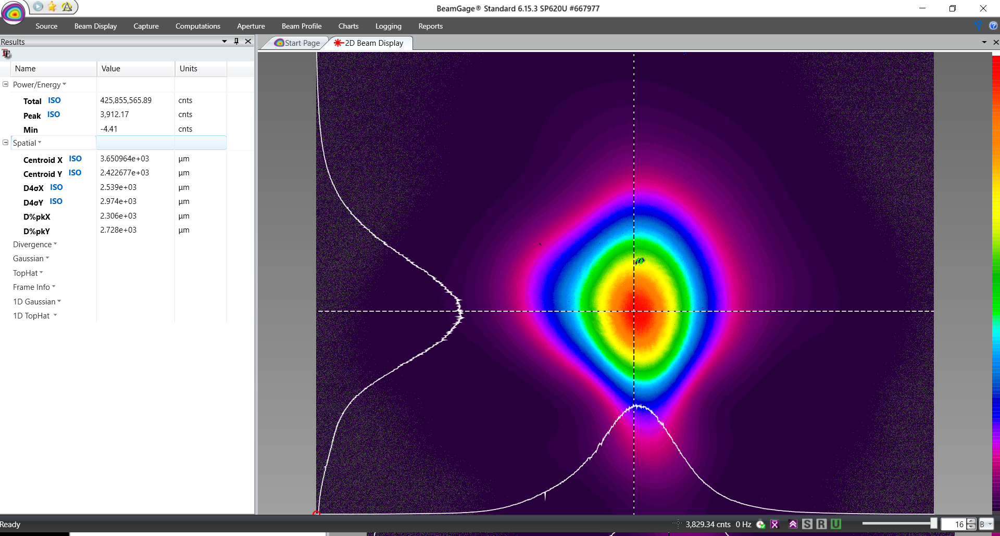 BeamGage® Standard 6.15.3 SP620U #667977
Source Beam Display Capture Computations Aperture Beam Profile Charts Logging Reports
Results
Start Page 2D Beam Display
Name Value Units
Power/Energy
Total ISO 425,855,565.89 cnts
Peak ISO 3,912.17 cnts
Min -4.41 cnts
Spatial
Centroid X ISO 3.650964e+03 µm
Centroid Y ISO 2.422677e+03 µm
D4σX ISO 2.539e+03 µm
D4σY ISO 2.974e+03 µm
D%pkX 2.306e+03 µm
D%pkY 2.728e+03 µm
Divergence
Gaussian
TopHat
Frame Info
1D Gaussian
1D TopHat
Ready 3,829.34 cnts 0 Hz S R U 16 B